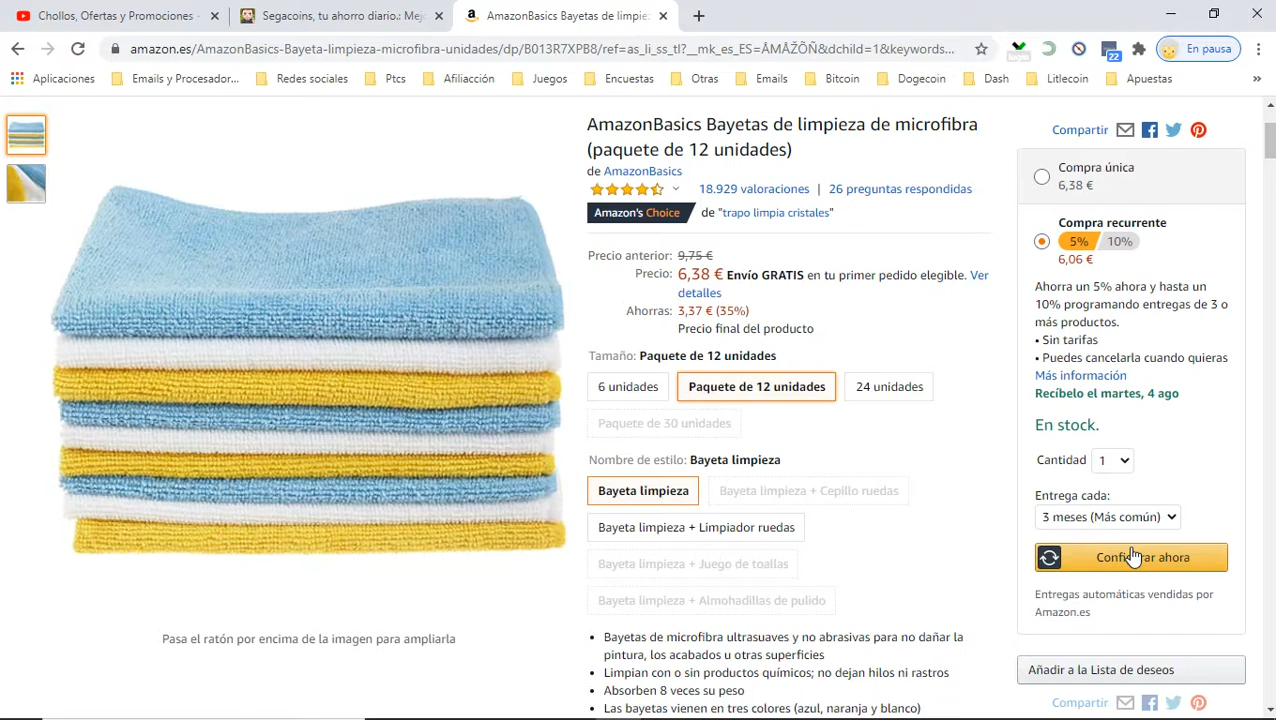 Chollos, Ofertas y Promociones -
Segacoins, tu ahorro diario.: Mej
AmazonBasics Bayetas de limpie
amazon.es/AmazonBasics-Bayeta-limpieza-microfibra-unidades/dp/B013R7XPB8/ref=as_li_ss_tl?__mk_es_ES=ÅMÅŽÕÑ&dchild=1&keywords...
22
En pausa
Aplicaciones
Emails y Procesador...
Redes sociales
Ptcs
Afiliacción
Juegos
Encuestas
Otras
Emails
Bitcoin
Dogecoin
Dash
Litlecoin
Apuestas
»
AmazonBasics Bayetas de limpieza de microfibra
(paquete de 12 unidades)
de AmazonBasics
18.929 valoraciones | 26 preguntas respondidas
Amazon's Choice de "trapo limpia cristales"
Precio anterior: 9,75 €
Precio: 6,38 € Envío GRATIS en tu primer pedido elegible. Ver
detalles
Ahorras: 3,37 € (35%)
Precio final del producto
Tamaño: Paquete de 12 unidades
6 unidades
Paquete de 12 unidades
24 unidades
Paquete de 30 unidades
Nombre de estilo: Bayeta limpieza
Bayeta limpieza
Bayeta limpieza + Cepillo ruedas
Bayeta limpieza + Limpiador ruedas
Bayeta limpieza + Juego de toallas
Bayeta limpieza + Almohadillas de pulido
• Bayetas de microfibra ultrasuaves y no abrasivas para no dañar la
pintura, los acabados u otras superficies
• Limpian con o sin productos químicos; no dejan hilos ni rastros
• Absorben 8 veces su peso
• Las bayetas vienen en tres colores (azul, naranja y blanco)
Pasa el ratón por encima de la imagen para ampliarla
Compartir
Compra única
6,38 €
Compra recurrente
5% 10%
6,06 €
Ahorra un 5% ahora y hasta un
10% programando entregas de 3 o
más productos.
• Sin tarifas
• Puedes cancelarla cuando quieras
Más información
Recíbelo el martes, 4 ago
En stock.
Cantidad 1
Entrega cada:
3 meses (Más común)
ahora
Entregas automáticas vendidas por
Amazon.es
Añadir a la Lista de deseos
Compartir